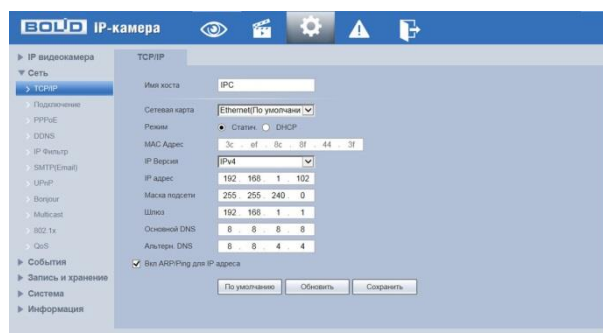 BOLID IP-камера
IP видеокамера
Сеть
TCP/IP
Подключение
PPPoE
DDNS
IP Фильтр
SMTP(Email)
UPnP
Bonjour
Multicast
802.1x
QoS
События
Запись и хранение
Система
Информация
TCP/IP
Имя хоста IPC
Сетевая карта Ethernet(По умолчани
Режим Статич. DHCP
MAC Адрес 3c . ef . 8c . 8f . 44 . 3f
IP Версия IPv4
IP адрес 192 . 168 . 1 . 102
Маска подсети 255 . 255 . 240 . 0
Шлюз 192 . 168 . 1 . 1
Основной DNS 8 . 8 . 8 . 8
Альтерн. DNS 8 . 8 . 4 . 4
Вкл ARP/Ping для IP адреса
По умолчанию Обновить Сохранить